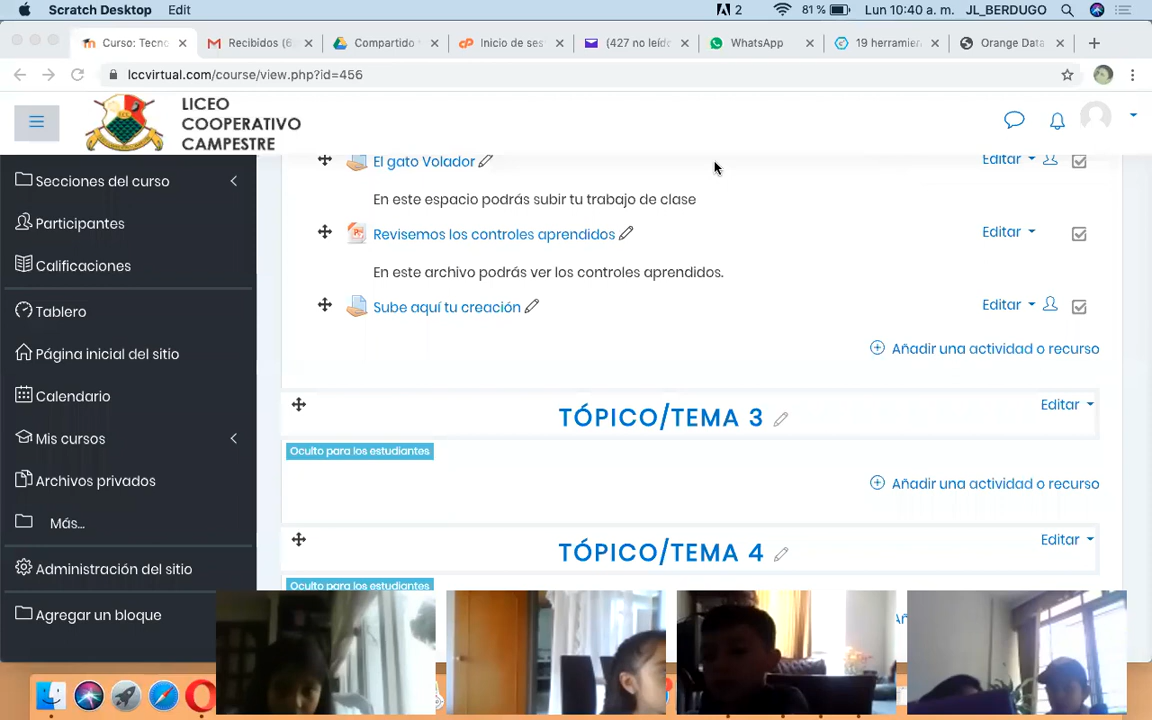 Scratch Desktop Edit
2 81 % Lun 10:40 a. m. JL_BERDUGO
Curso: Tecno
Recibidos (6
Compartido
Inicio de ses
(427 no leído
WhatsApp
19 herramier
Orange Data
lccvirtual.com/course/view.php?id=456
LICEO
COOPERATIVO
CAMPESTRE
Secciones del curso
Participantes
Calificaciones
Tablero
Página inicial del sitio
Calendario
Mis cursos
Archivos privados
Más...
Administración del sitio
Agregar un bloque
El gato Volador
Editar
En este espacio podrás subir tu trabajo de clase
Revisemos los controles aprendidos
Editar
En este archivo podrás ver los controles aprendidos.
Sube aquí tu creación
Editar
Añadir una actividad o recurso
Editar
TÓPICO/TEMA 3
Oculto para los estudiantes
Añadir una actividad o recurso
Editar
TÓPICO/TEMA 4
Oculto para los estudiantes